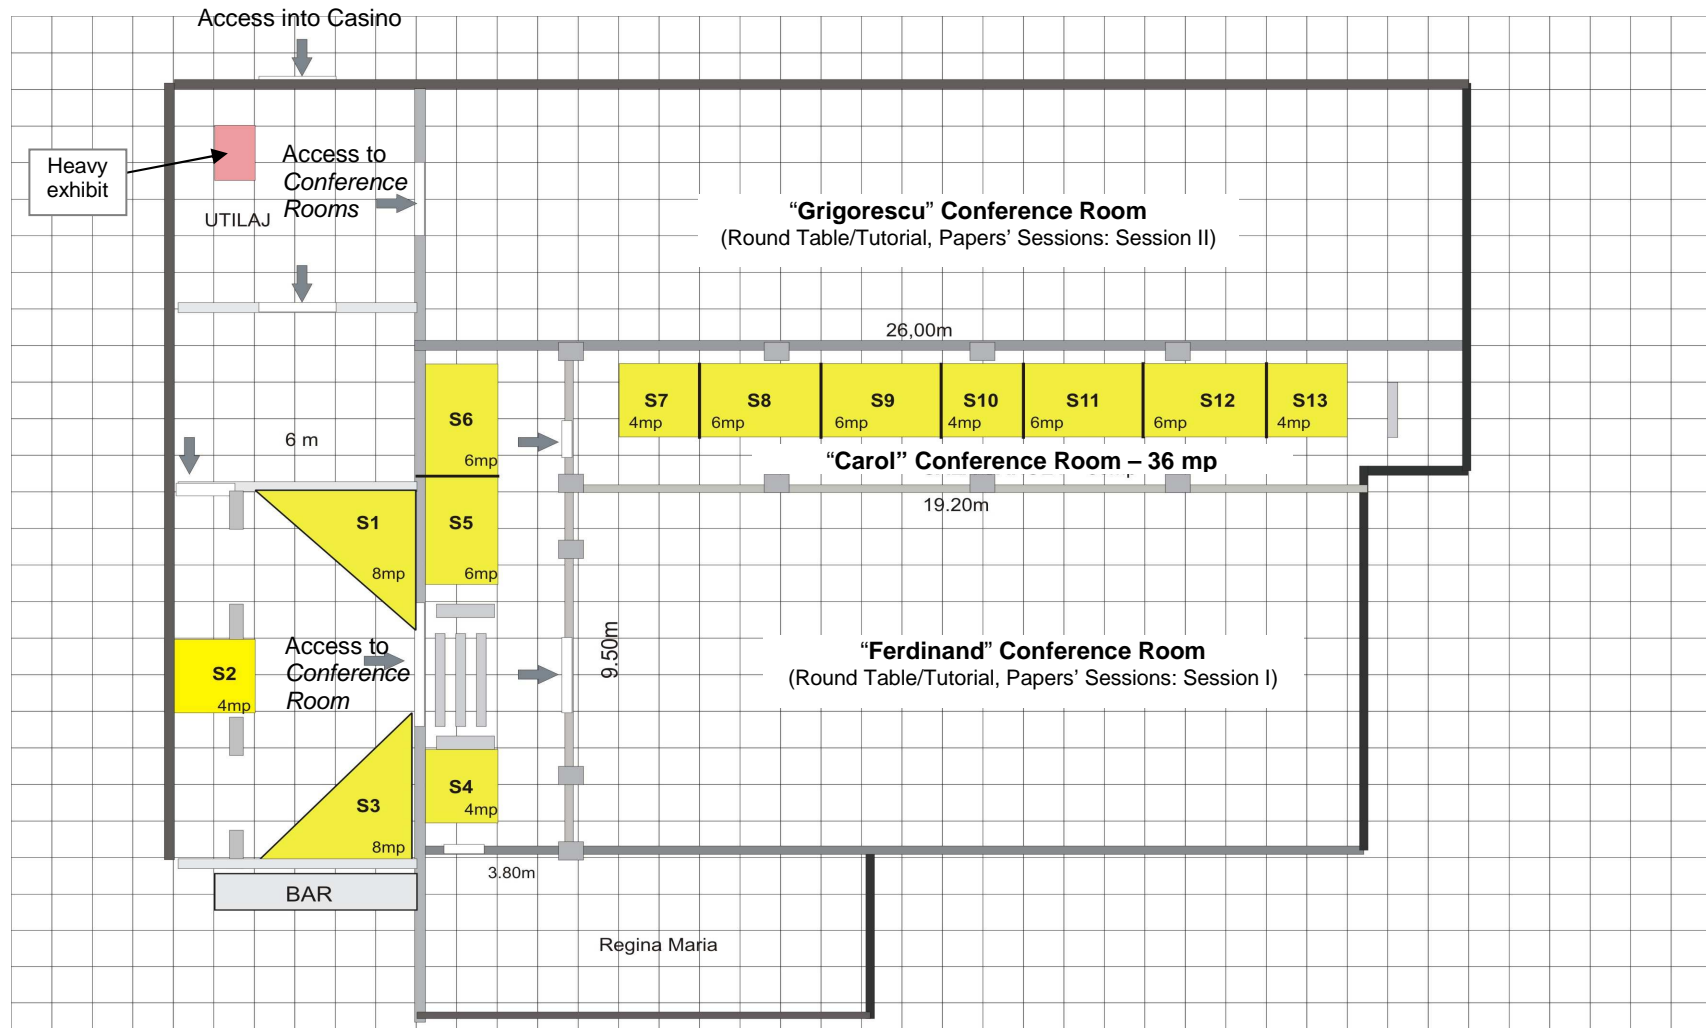 Access into Casino
Heavy
exhibit
Access to
Conference
Rooms
UTILAJ
“Grigorescu” Conference Room
(Round Table/Tutorial, Papers’ Sessions: Session II)
26,00m
S6
6mp
S7
4mp
S8
6mp
S9
6mp
S10
4mp
S11
6mp
S12
6mp
S13
4mp
6 m
“Carol” Conference Room – 36 mp
19.20m
S1
8mp
S5
6mp
9.50m
S2
4mp
Access to
Conference
Room
“Ferdinand” Conference Room
(Round Table/Tutorial, Papers’ Sessions: Session I)
S3
8mp
S4
4mp
3.80m
BAR
Regina Maria